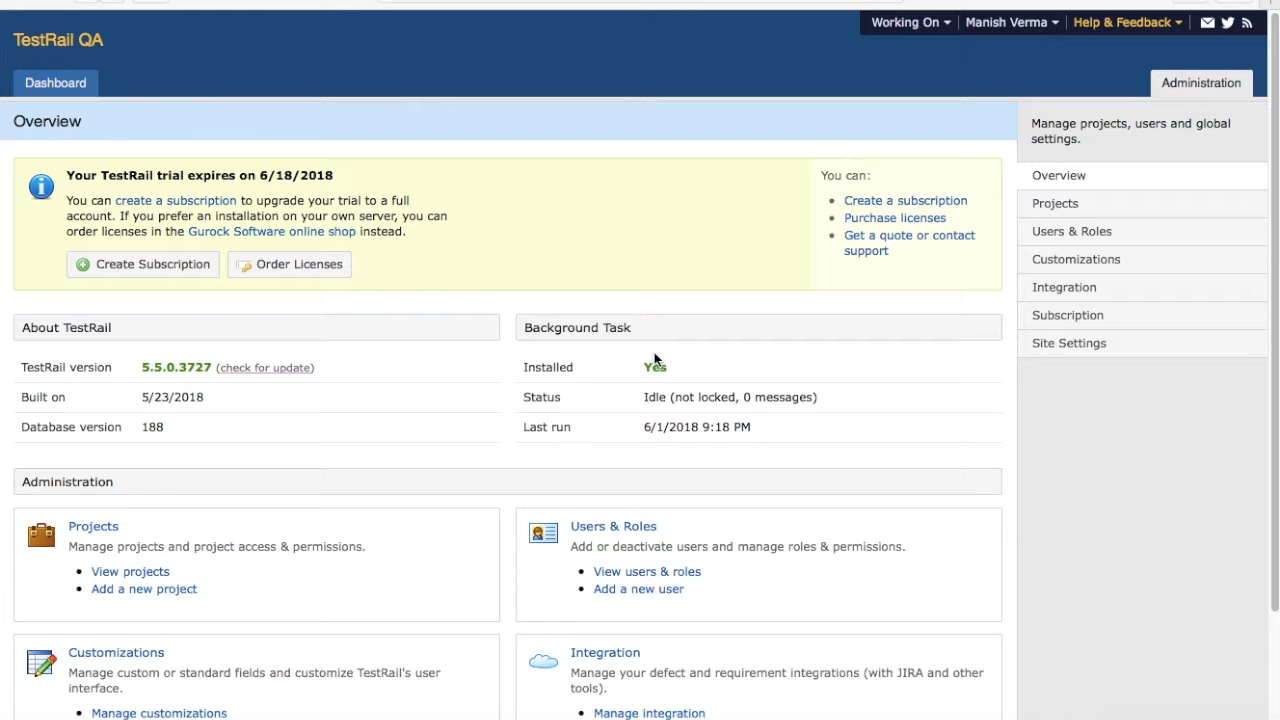 Working On
Manish Verma
Help & Feedback
TestRail QA
Dashboard
Administration
Overview
Your TestRail trial expires on 6/18/2018
You can create a subscription to upgrade your trial to a full
account. If you prefer an installation on your own server, you can
order licenses in the Gurock Software online shop instead.
Create Subscription
Order Licenses
You can:
Create a subscription
Purchase licenses
Get a quote or contact
support
Manage projects, users and global
settings.
Overview
Projects
Users & Roles
Customizations
Integration
Subscription
Site Settings
About TestRail
TestRail version 5.5.0.3727 (check for update)
Built on 5/23/2018
Database version 188
Background Task
Installed Yes
Status Idle (not locked, 0 messages)
Last run 6/1/2018 9:18 PM
Administration
Projects
Manage projects and project access & permissions.
View projects
Add a new project
Users & Roles
Add or deactivate users and manage roles & permissions.
View users & roles
Add a new user
Customizations
Manage custom or standard fields and customize TestRail's user
interface.
Manage customizations
Integration
Manage your defect and requirement integrations (with JIRA and other
tools).
Manage integration